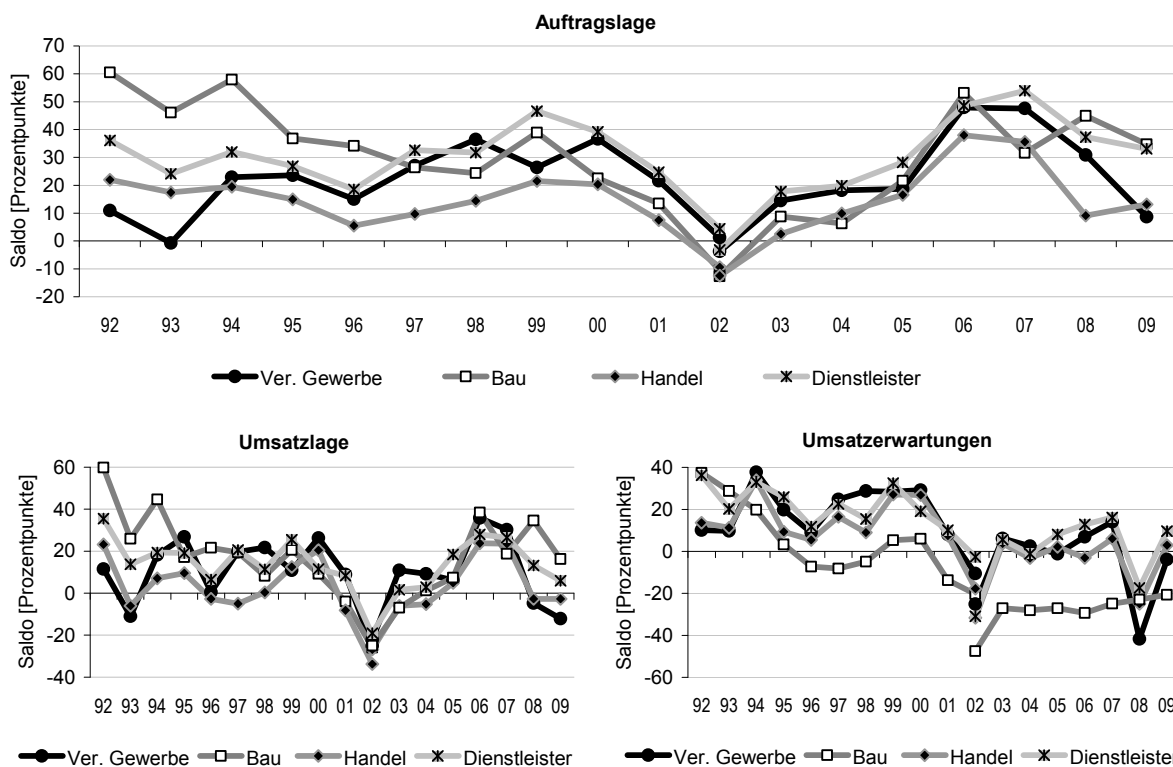 Auftragslage
Saldo [Prozentpunkte]
70
60
50
40
30
20
10
0
-10
-20
92 93 94 95 96 97 98 99 00 01 02 03 04 05 06 07 08 09
Ver. Gewerbe Bau Handel Dienstleister
Umsatzlage
Saldo [Prozentpunkte]
60
40
20
0
-20
-40
92 93 94 95 96 97 98 99 00 01 02 03 04 05 06 07 08 09
Ver. Gewerbe Bau Handel Dienstleister
Umsatzerwartungen
Saldo [Prozentpunkte]
40
20
0
-20
-40
-60
92 93 94 95 96 97 98 99 00 01 02 03 04 05 06 07 08 09
Ver. Gewerbe Bau Handel Dienstleister